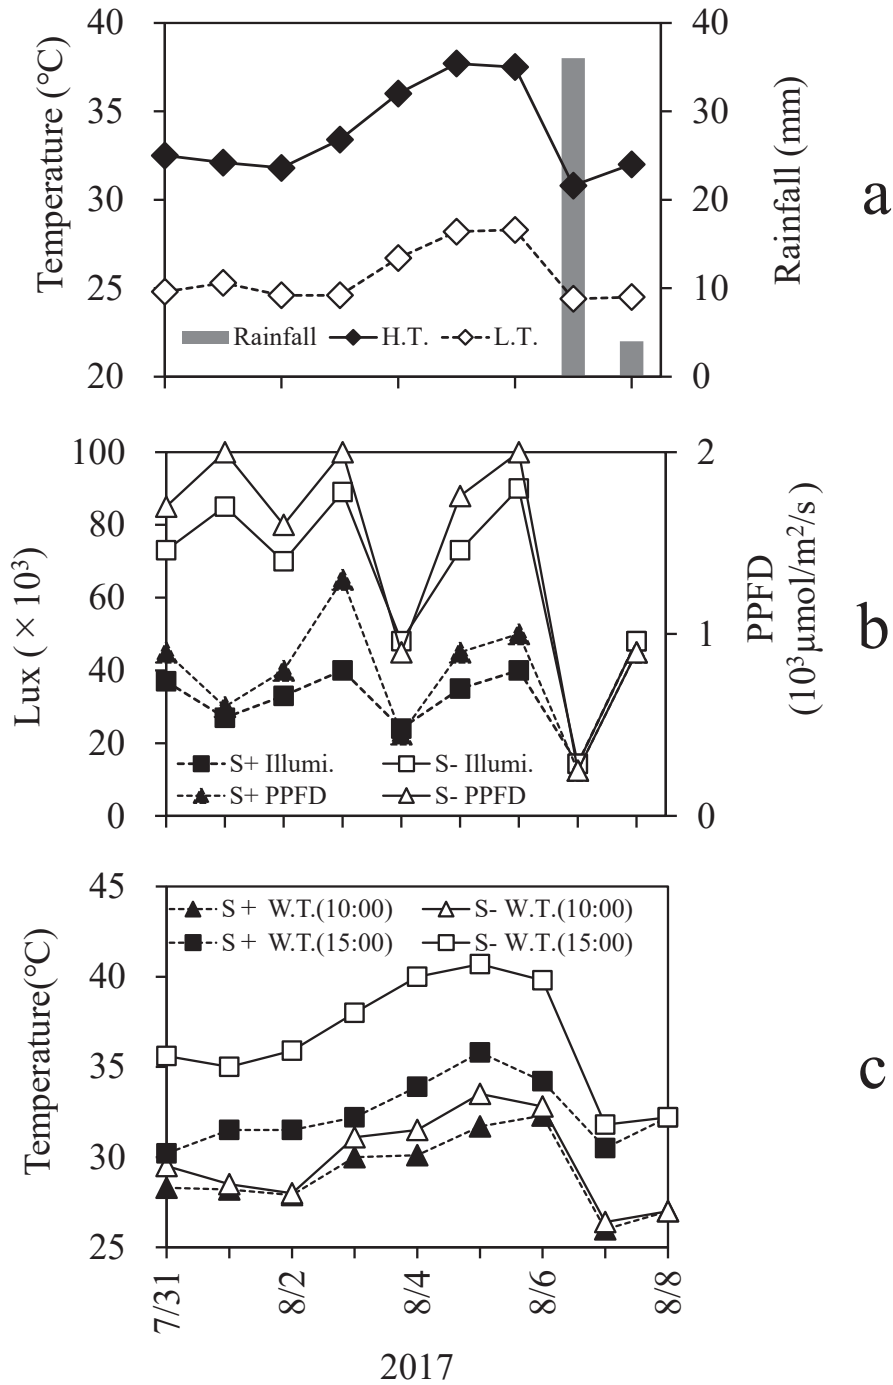 Temperature (°C)
40
35
30
25
20
Rainfall H.T. L.T.
40
30
20
10
0
Rainfall (mm)
a
Lux ( × 10³)
100
80
60
40
20
0
S+ Illumi. S- Illumi.
S+ PPFD S- PPFD
2
1
0
PPFD
(10³μmol/m²/s )
b
Temperature(°C)
45
40
35
30
25
S + W.T.(10:00) S- W.T.(10:00)
S + W.T.(15:00) S- W.T.(15:00)
c
7/31 8/2 8/4 8/6 8/8
2017